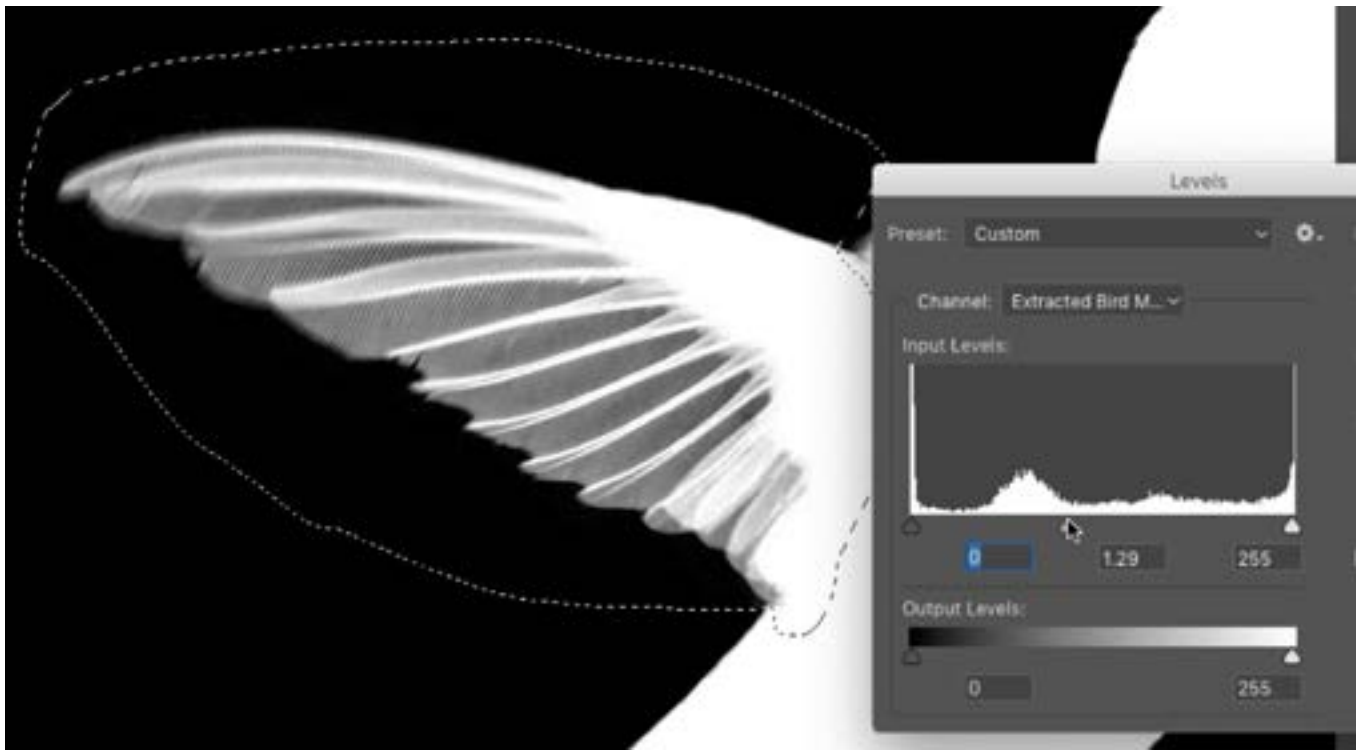 Levels
Preset: Custom
Channel: Extracted Bird M...
Input Levels:
0 1.29 255
Output Levels:
0 255